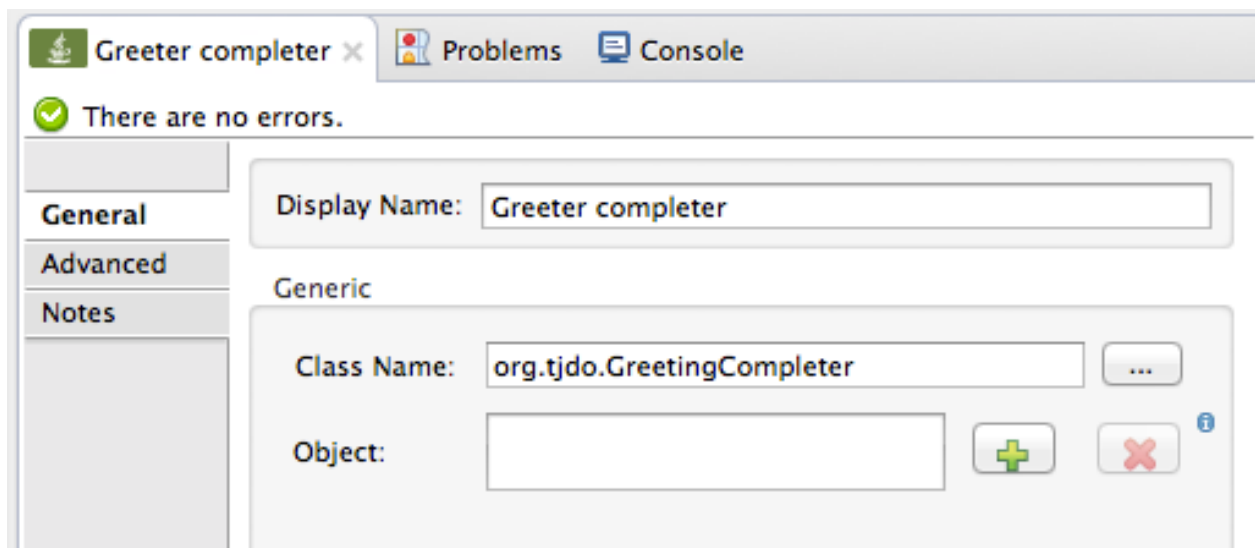 Greeter completer Problems Console
There are no errors.
General
Advanced
Notes
Display Name: Greeter completer
Generic
Class Name: org.tjdo.GreetingCompleter ...
Object: